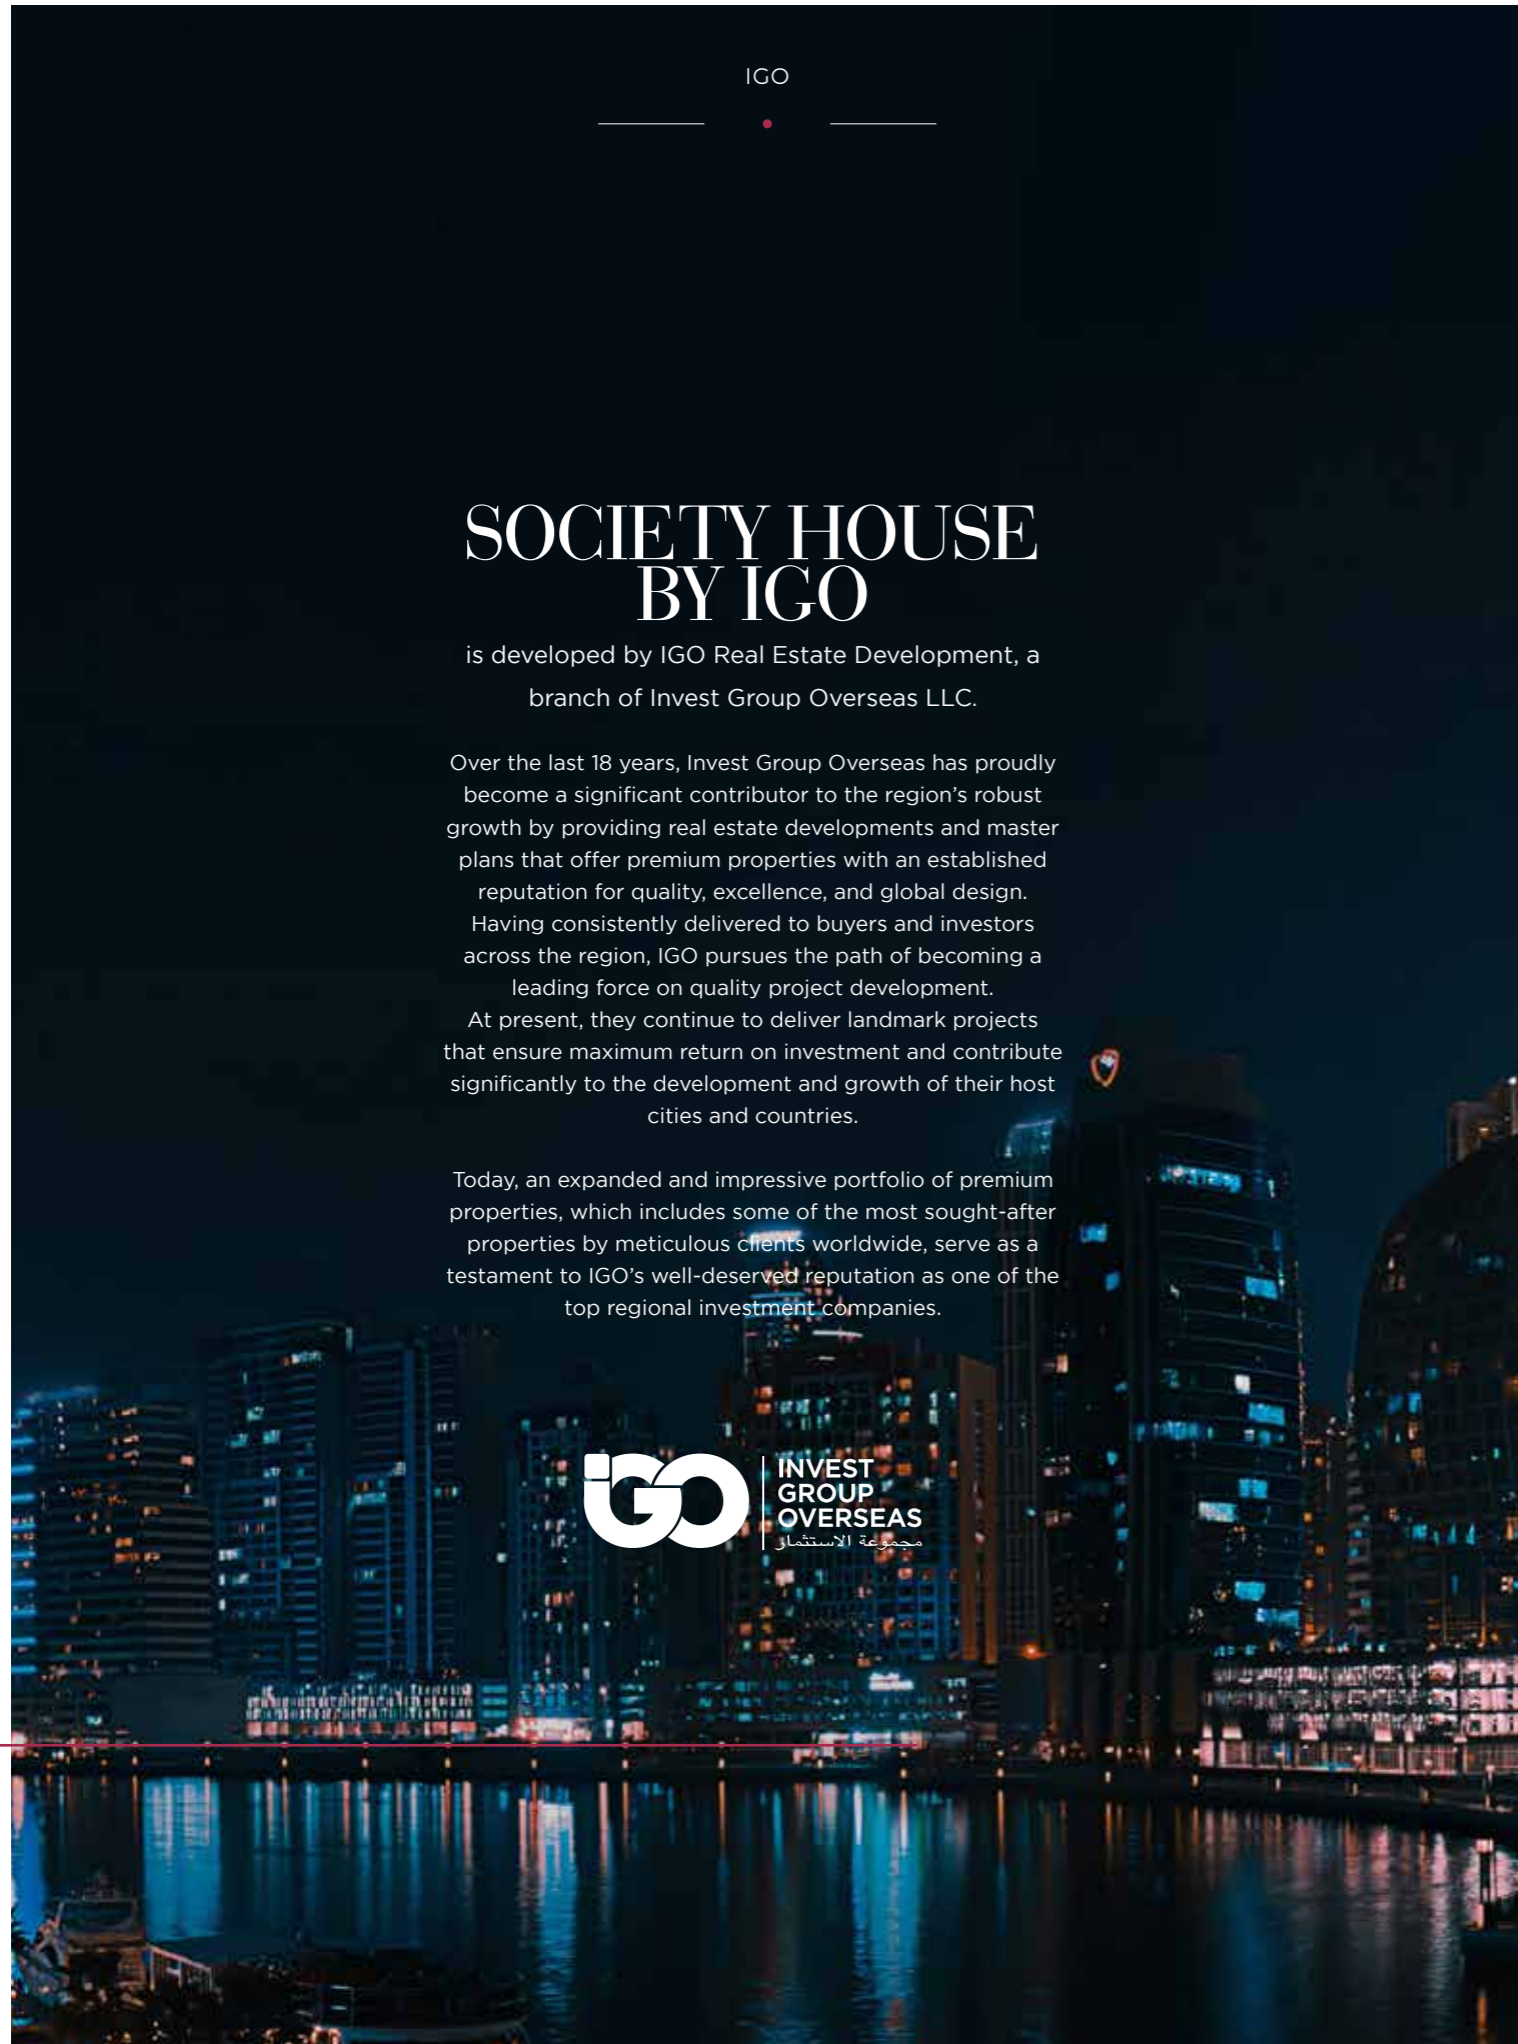 IGO
SOCIETY HOUSE
BY IGO
is developed by IGO Real Estate Development, a
branch of Invest Group Overseas LLC.
Over the last 18 years, Invest Group Overseas has proudly
become a significant contributor to the region’s robust
growth by providing real estate developments and master
plans that offer premium properties with an established
reputation for quality, excellence, and global design.
Having consistently delivered to buyers and investors
across the region, IGO pursues the path of becoming a
leading force on quality project development.
At present, they continue to deliver landmark projects
that ensure maximum return on investment and contribute
significantly to the development and growth of their host
cities and countries.
Today, an expanded and impressive portfolio of premium
properties, which includes some of the most sought-after
properties by meticulous clients worldwide, serve as a
testament to IGO’s well-deserved reputation as one of the
top regional investment companies.
iGO
INVEST
GROUP
OVERSEAS
مجموعة الاستثمار